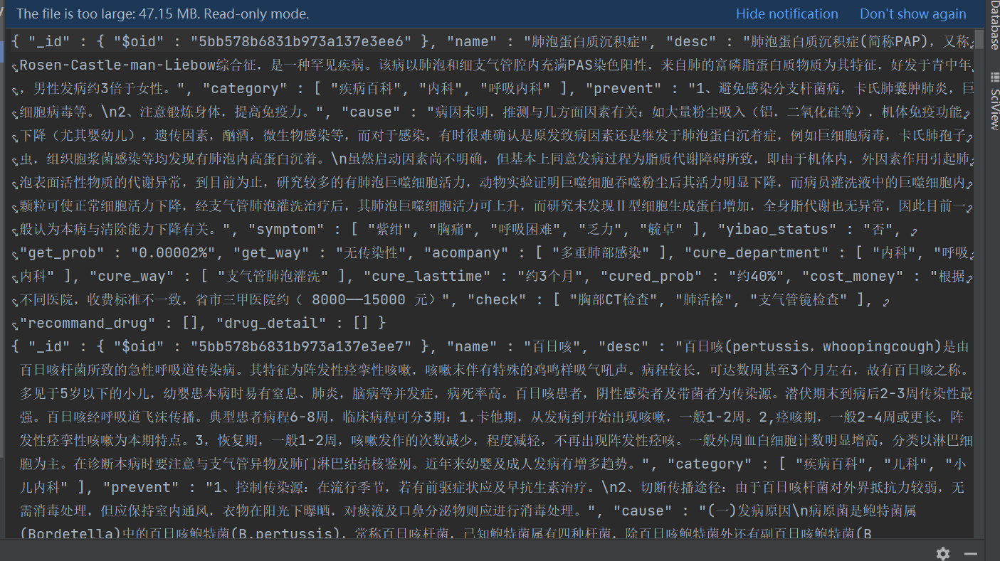 The file is too large: 47.15 MB. Read-only mode.
Hide notification
Don't show again
{ "_id" : { "$oid" : "5bb578b6831b973a137e3ee6" }, "name" : "肺泡蛋白质沉积症", "desc" : "肺泡蛋白质沉积症(简称PAP)，又称
Rosen-Castle-man-Liebow综合征，是一种罕见疾病。该病以肺泡和细支气管腔内充满PAS染色阳性，来自肺的富磷脂蛋白质物质为其特征，好发于青中年
，男性发病约3倍于女性。", "category" : [ "疾病百科", "内科", "呼吸内科" ], "prevent" : "1、避免感染分支杆菌病，卡氏肺囊肿肺炎，巨
细胞病毒等。\n2、注意锻炼身体，提高免疫力。", "cause" : "病因未明，推测与几方面因素有关：如大量粉尘吸入（铝，二氧化硅等），机体免疫功能
下降（尤其婴幼儿），遗传因素，酗酒，微生物感染等，而对于感染，有时很难确认是原发致病因素还是继发于肺泡蛋白沉着症，例如巨细胞病毒，卡氏肺孢子
虫，组织胞浆菌感染等均发现有肺泡内高蛋白沉着。\n虽然启动因素尚不明确，但基本上同意发病过程为脂质代谢障碍所致，即由于机体内，外因素作用引起肺
泡表面活性物质的代谢异常，到目前为止，研究较多的有肺泡巨噬细胞活力，动物实验证明巨噬细胞吞噬粉尘后其活力明显下降，而病员灌洗液中的巨噬细胞内
颗粒可使正常细胞活力下降，经支气管肺泡灌洗治疗后，其肺泡巨噬细胞活力可上升，而研究未发现Ⅱ型细胞生成蛋白增加，全身脂代谢也无异常，因此目前一
般认为本病与清除能力下降有关。", "symptom" : [ "紫绀", "胸痛", "呼吸困难", "乏力", "毓卓" ], "yibao_status" : "否",
"get_prob" : "0.00002%", "get_way" : "无传染性", "acompany" : [ "多重肺部感染" ], "cure_department" : [ "内科", "呼吸
内科" ], "cure_way" : [ "支气管肺泡灌洗" ], "cure_lasttime" : "约3个月", "cured_prob" : "约40%", "cost_money" : "根据
不同医院，收费标准不一致，省市三甲医院约（ 8000——15000 元）", "check" : [ "胸部CT检查", "肺活检", "支气管镜检查" ],
"recommand_drug" : [], "drug_detail" : [] }
{ "_id" : { "$oid" : "5bb578b6831b973a137e3ee7" }, "name" : "百日咳", "desc" : "百日咳(pertussis，whoopingcough)是由
百日咳杆菌所致的急性呼吸道传染病。其特征为阵发性痉挛性咳嗽，咳嗽末伴有特殊的鸡鸣样吸气吼声。病程较长，可达数周甚至3个月左右，故有百日咳之称。
多见于5岁以下的小儿，幼婴患本病时易有窒息、肺炎，脑病等并发症，病死率高。百日咳患者，阴性感染者及带菌者为传染源。潜伏期末到病后2-3周传染性最
强。百日咳经呼吸道飞沫传播。典型患者病程6-8周，临床病程可分3期：1.卡他期，从发病到开始出现咳嗽，一般1-2周。2,痉咳期，一般2-4周或更长，阵
发性痉挛性咳嗽为本期特点。3，恢复期，一般1-2周，咳嗽发作的次数减少，程度减轻，不再出现阵发性痉咳。一般外周血白细胞计数明显增高，分类以淋巴细
胞为主。在诊断本病时要注意与支气管异物及肺门淋巴结结核鉴别。近年来幼婴及成人发病有增多趋势。", "category" : [ "疾病百科", "儿科", "小
儿内科" ], "prevent" : "1、控制传染源：在流行季节，若有前驱症状应及早抗生素治疗。\n2、切断传播途径：由于百日咳杆菌对外界抵抗力较弱，无
需消毒处理，但应保持室内通风，衣物在阳光下曝晒，对痰液及口鼻分泌物则应进行消毒处理。", "cause" : "(一)发病原因\n病原菌是鲍特菌属
(Bordetella)中的百日咳鲍特菌(B.pertussis)，常称百日咳杆菌，已知鲍特菌属有四种杆菌，除百日咳鲍特菌外还有副百日咳鲍特菌(B
Database
SciView